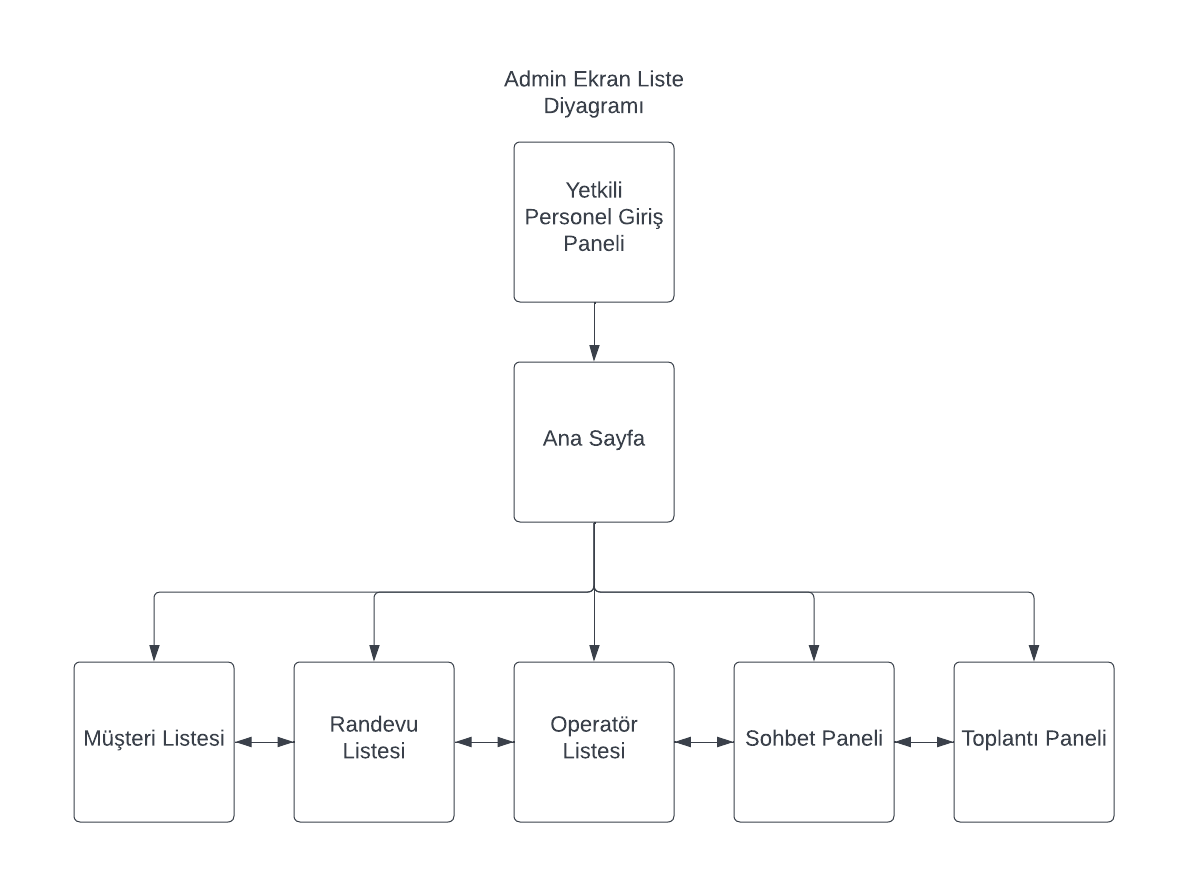 Admin Ekran Liste
Diyagramı
Yetkili
Personel Giriş
Paneli
Ana Sayfa
Müşteri Listesi
Randevu
Listesi
Operatör
Listesi
Sohbet Paneli
Toplantı Paneli